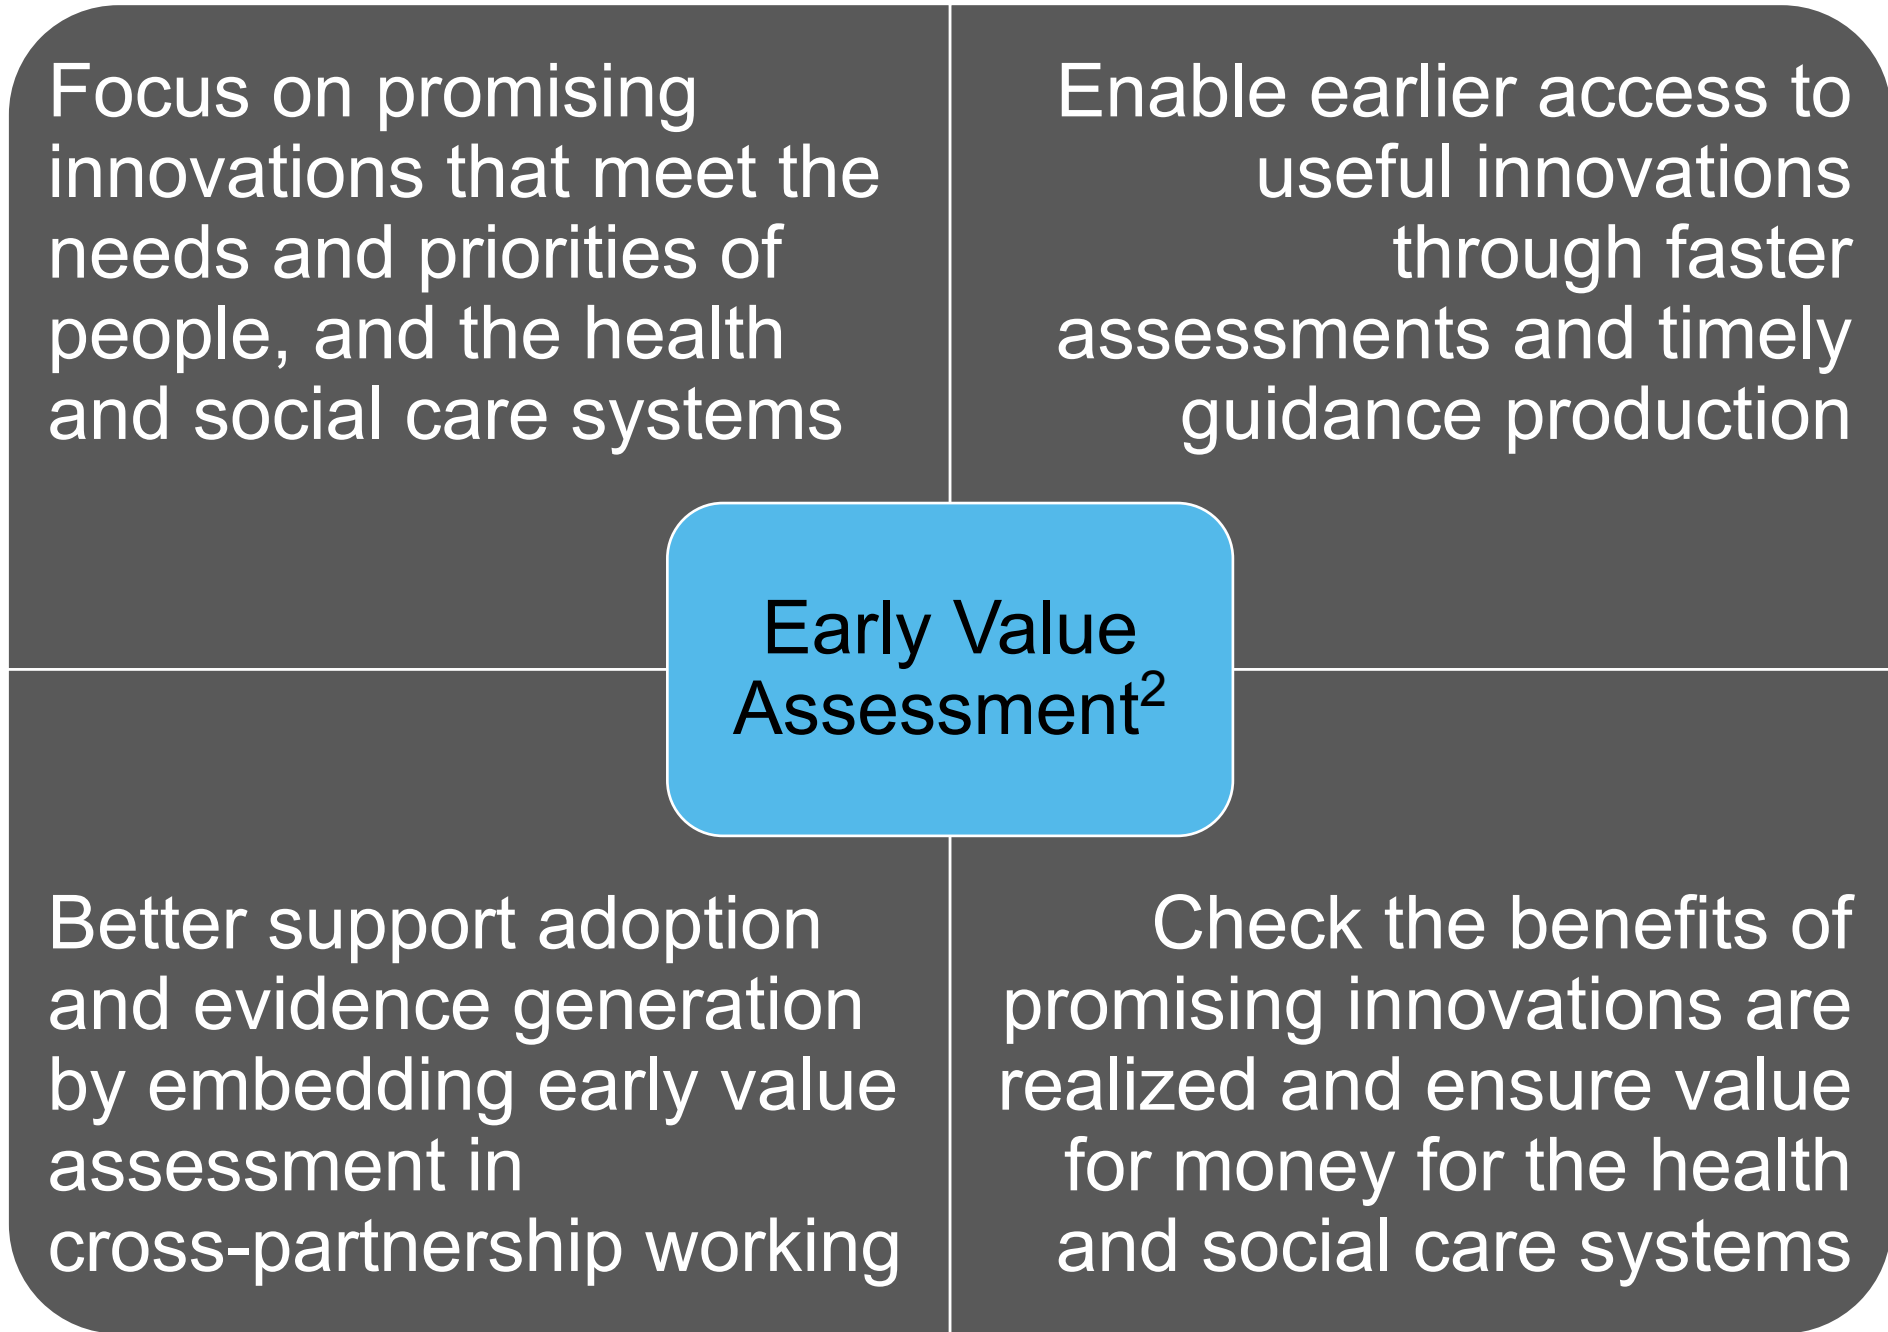 Focus on promising
innovations that meet the
needs and priorities of
people, and the health
and social care systems
Enable earlier access to
useful innovations
through faster
assessments and timely
guidance production
Early Value
Assessment²
Better support adoption
and evidence generation
by embedding early value
assessment in
cross-partnership working
Check the benefits of
promising innovations are
realized and ensure value
for money for the health
and social care systems